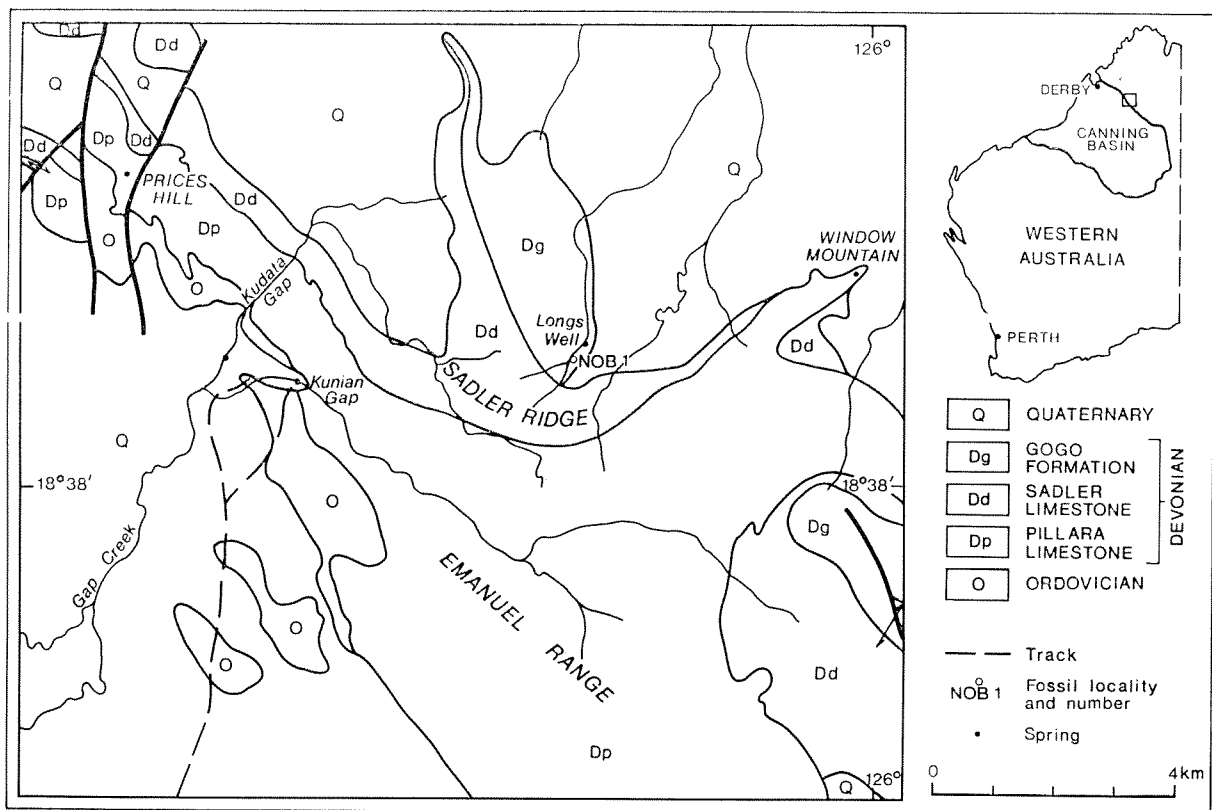 Dd
Dd
126°
Q
Q
Q
Dd
Dp
Dd
PRICES
HILL
Dd
Dp
Dp
O
O
Kudata
Gap
Q
Dg
WINDOW
MOUNTAIN
Longs
Well
Dd
NOB 1
Dd
SADLER RIDGE
Kunian
Gap
Q
18°38'
18°38'
O
Dg
Gap Creek
EMANUEL RANGE
O
O
Dd
Dp
126°
Q
DERBY
CANNING
BASIN
WESTERN
AUSTRALIA
PERTH
Q QUATERNARY
Dg GOGO
FORMATION
Dd SADLER
LIMESTONE
Dp PILLARA
LIMESTONE
DEVONIAN
O ORDOVICIAN
Track
NOB 1 Fossil locality
and number
Spring
0 4km